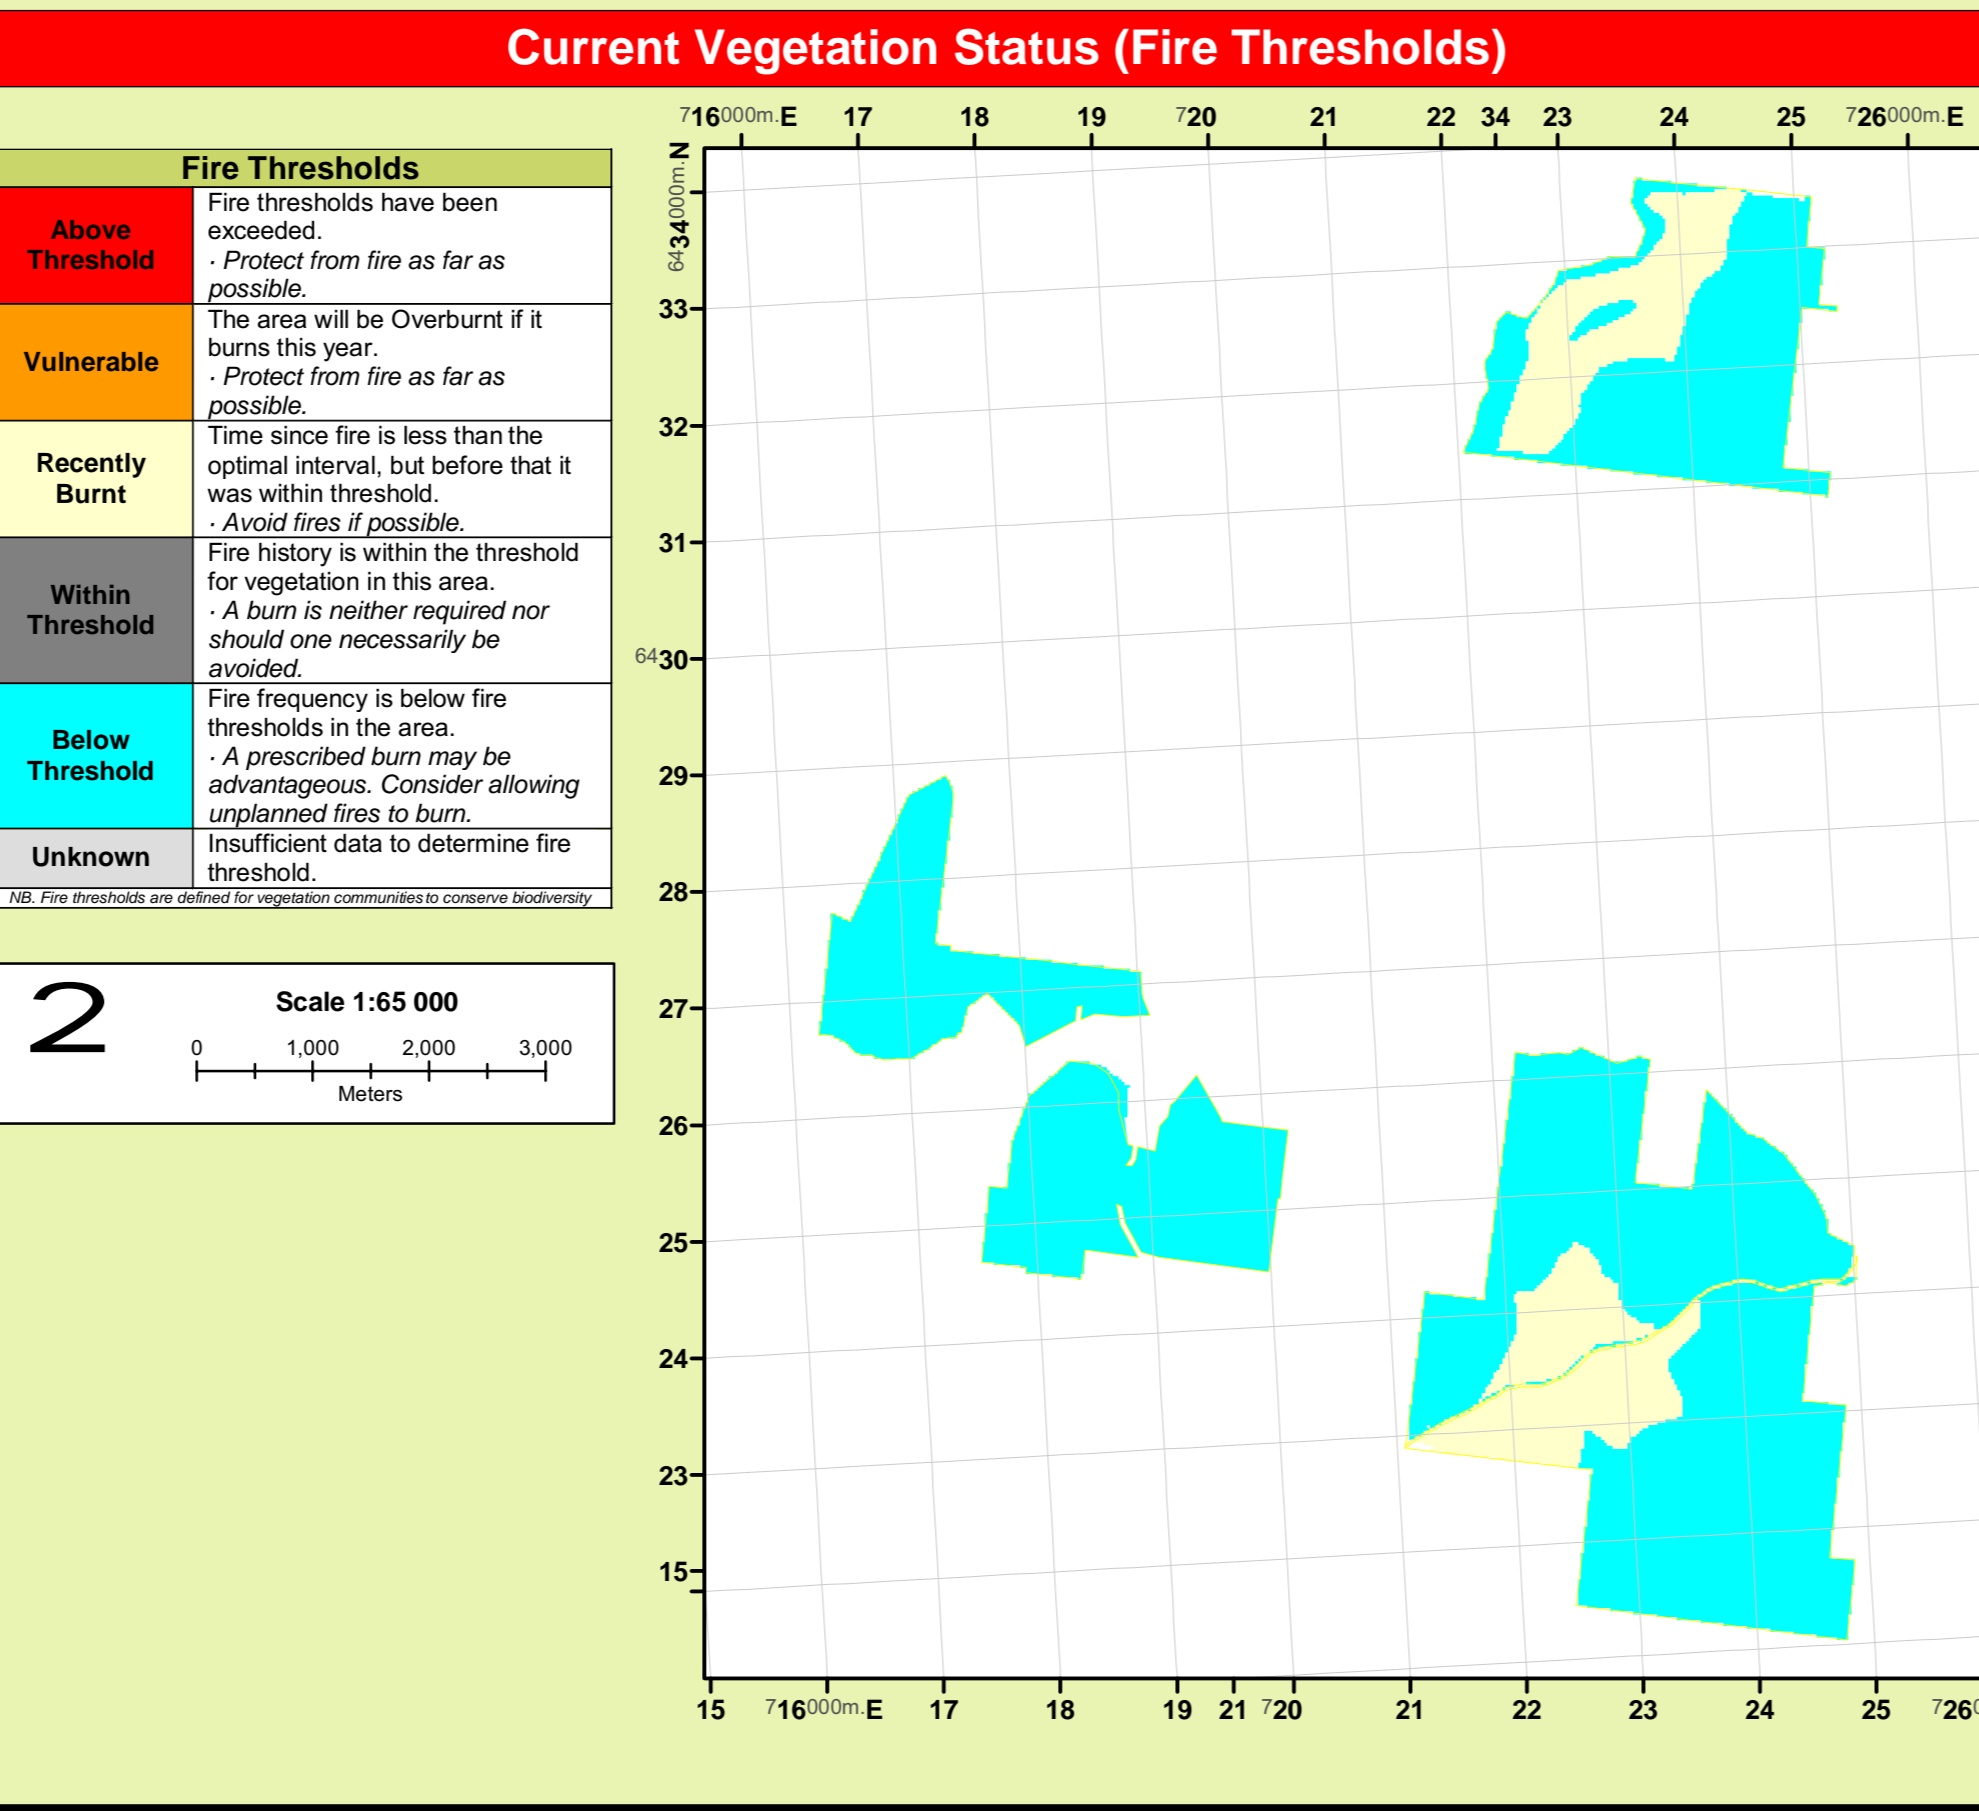 Current Vegetation Status (Fire Thresholds)
Fire Thresholds
Above
Threshold
Fire thresholds have been
exceeded.
· Protect from fire as far as
possible.
Vulnerable
The area will be Overburnt if it
burns this year.
· Protect from fire as far as
possible.
Recently
Burnt
Time since fire is less than the
optimal interval, but before that it
was within threshold.
· Avoid fires if possible.
Within
Threshold
Fire history is within the threshold
for vegetation in this area.
· A burn is neither required nor
should one necessarily be
avoided.
Below
Threshold
Fire frequency is below fire
thresholds in the area.
· A prescribed burn may be
advantageous. Consider allowing
unplanned fires to burn.
Unknown
Insufficient data to determine fire
threshold.
NB. Fire thresholds are defined for vegetation communities to conserve biodiversity
2
Scale 1:65 000
0 1,000 2,000 3,000
Meters
716000m.E 17 18 19 720 21 22 34 23 24 25 726000m.E
6434000m.N
33
32
31
6430
29
28
27
26
25
24
23
15
15 716000m.E 17 18 19 21 720 21 22 23 24 25 7260